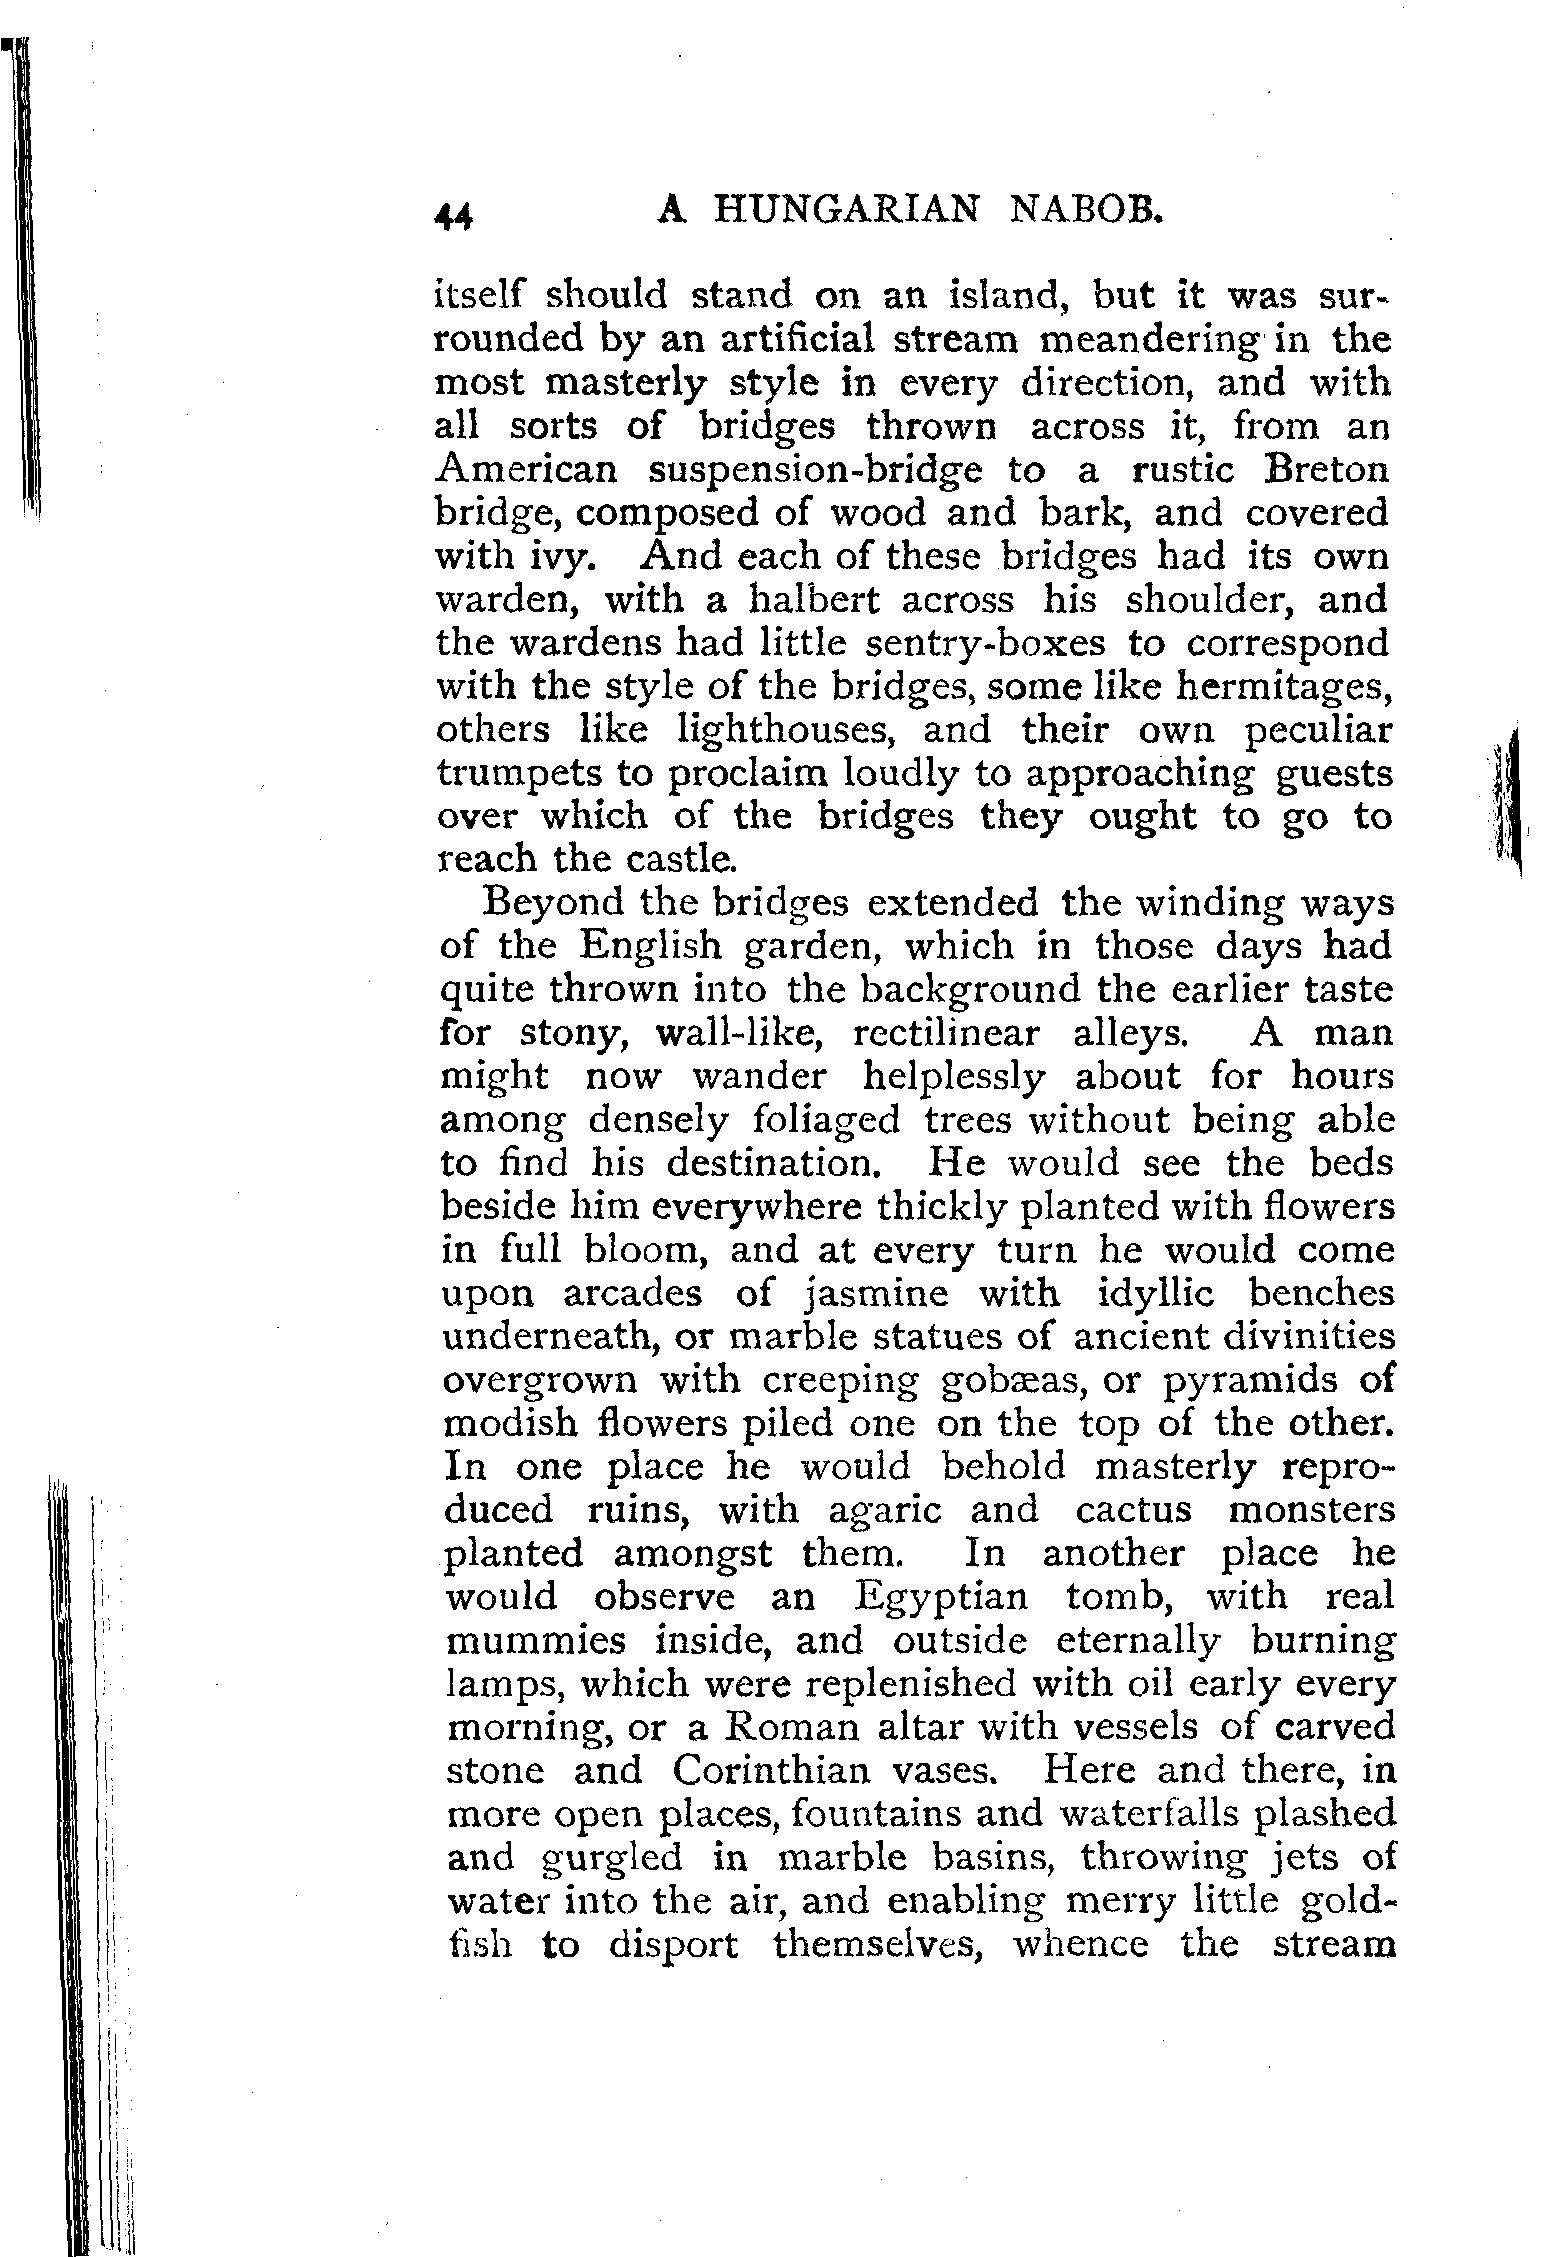 44 A HUNGARIAN NABOB.
itself should stand on an island, but it was sur-
rounded by an artificial stream meandering in the
most masterly style in every direction, and with
all sorts of bridges thrown across it, from an
American suspension-bridge to a rustic Breton
bridge, composed of wood and bark, and covered
with ivy. And each of these bridges had its own
warden, with a halbert across his shoulder, and
the wardens had little sentry-boxes to correspond
with the style of the bridges, some like hermitages,
others like lighthouses, and their own peculiar
trumpets to proclaim loudly to approaching guests
over which of the bridges they ought to go to
reach the castle.
Beyond the bridges extended the winding ways
of the English garden, which in those days had
quite thrown into the background the earlier taste
for stony, wall-like, rectilinear alleys. A man
might now wander helplessly about for hours
among densely foliaged trees without being able
to find his destination. He would see the beds
beside him everywhere thickly planted with flowers
in full bloom, and at every turn he would come
upon arcades of jasmine with idyllic benches
underneath, or marble statues of ancient divinities
overgrown with creeping gobæas, or pyramids of
modish flowers piled one on the top of the other.
In one place he would behold masterly repro-
duced ruins, with agaric and cactus monsters
planted amongst them. In another place he
would observe an Egyptian tomb, with real
mummies inside, and outside eternally burning
lamps, which were replenished with oil early every
morning, or a Roman altar with vessels of carved
stone and Corinthian vases. Here and there, in
more open places, fountains and waterfalls plashed
and gurgled in marble basins, throwing jets of
water into the air, and enabling merry little gold-
fish to disport themselves, whence the stream